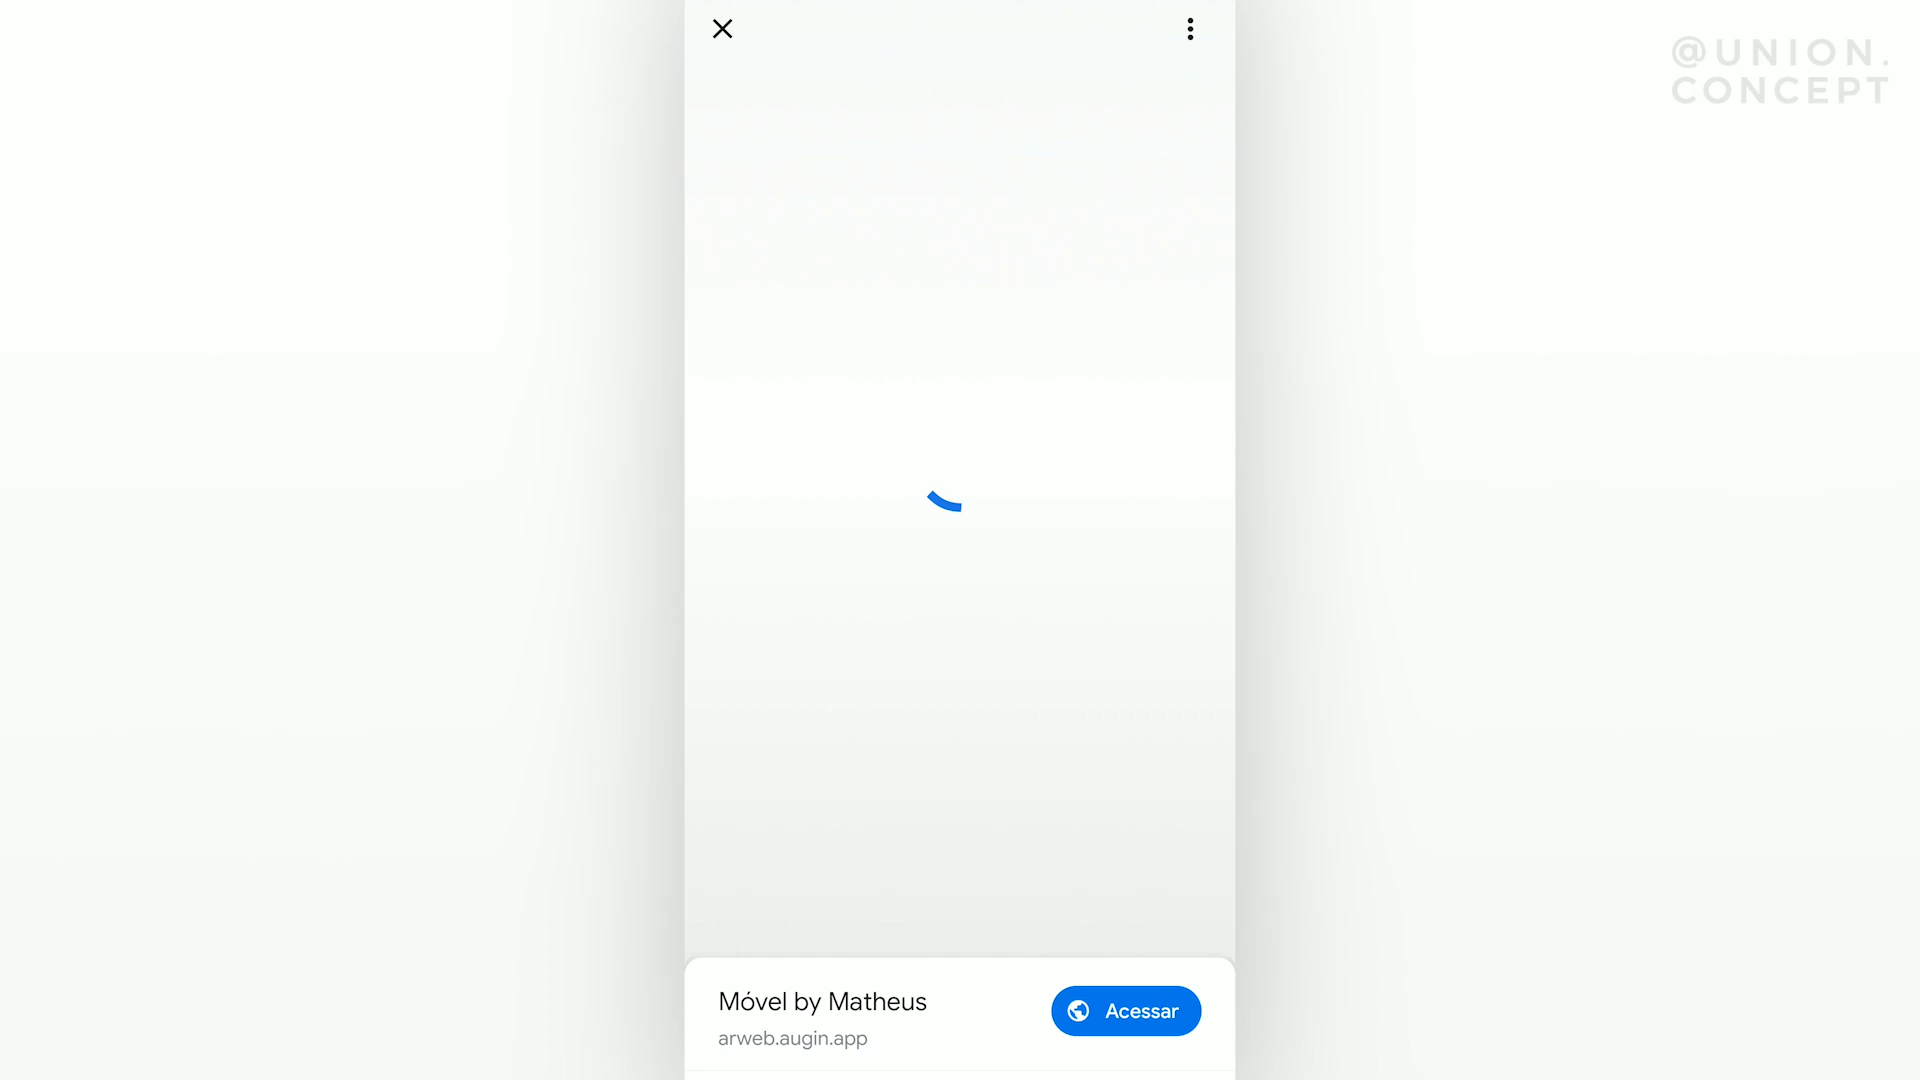 @UNION.
CONCEPT
Móvel by Matheus
Acessar
arweb.augin.app